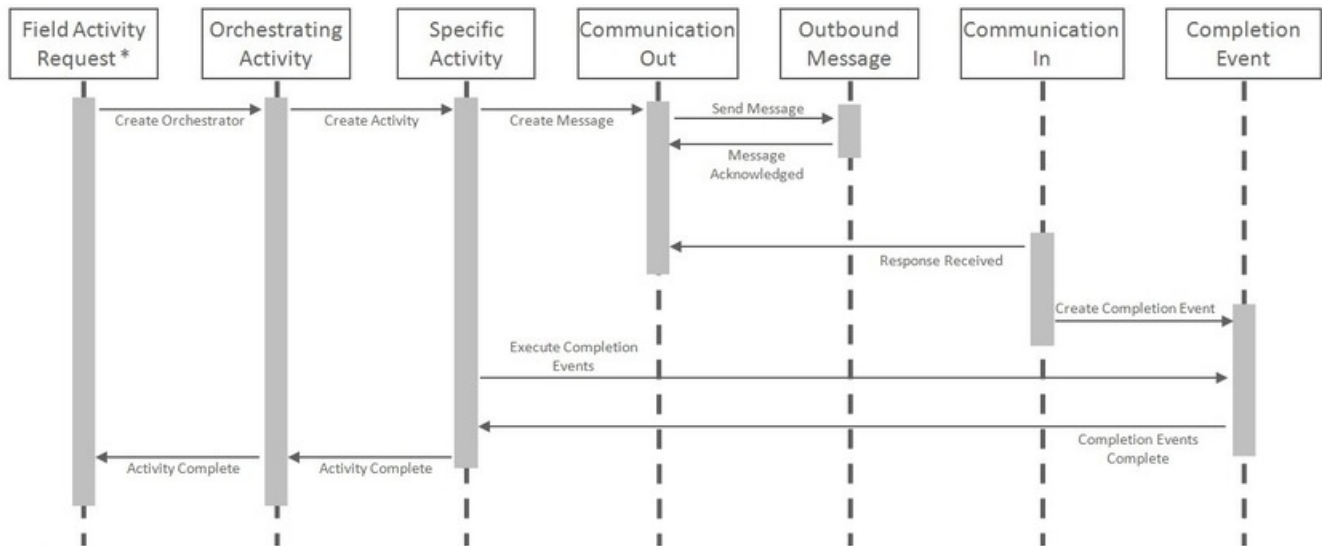 Field Activity
Request *
Orchestrating
Activity
Specific
Activity
Communication
Out
Outbound
Message
Communication
In
Completion
Event
Create Orchestrator
Create Activity
Create Message
Send Message
Message
Acknowledged
Response Received
Create Completion Event
Execute Completion
Events
Completion Events
Complete
Activity Complete
Activity Complete